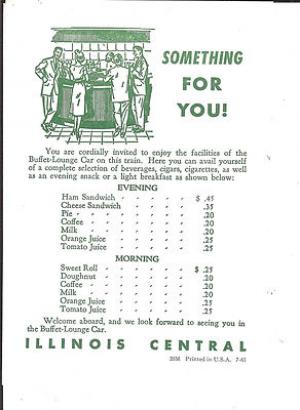 SOMETHING
FOR
YOU!
You are cordially invited to enjoy the facilities of the
Buffet-Lounge Car on this train. Here you can avail yourself
of a complete selection of beverages, cigars, cigarettes, as well
as an evening snack or a light breakfast as shown below:
EVENING
Ham Sandwich - - - - - - $ .45
Cheese Sandwich - - - - - .35
Pie - - - - - - - - .20
Coffee - - - - - - - .20
Milk - - - - - - - .20
Orange Juice - - - - - - .25
Tomato Juice - - - - - - .25
MORNING
Sweet Roll - - - - - - $ .25
Doughnut - - - - - - .20
Coffee - - - - - - - .20
Milk - - - - - - - .20
Orange Juice - - - - - - .25
Tomato Juice - - - - - - .25
Welcome aboard, and we look forward to seeing you in
the Buffet-Lounge Car.
ILLINOIS CENTRAL
Printed in U.S.A.